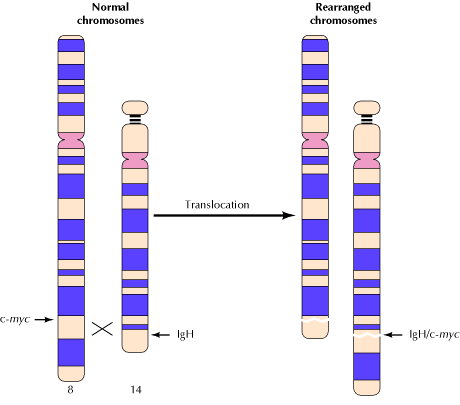 Normal
chromosomes
Rearranged
chromosomes
Translocation
c-myc
IgH
IgH/c-myc
8
14